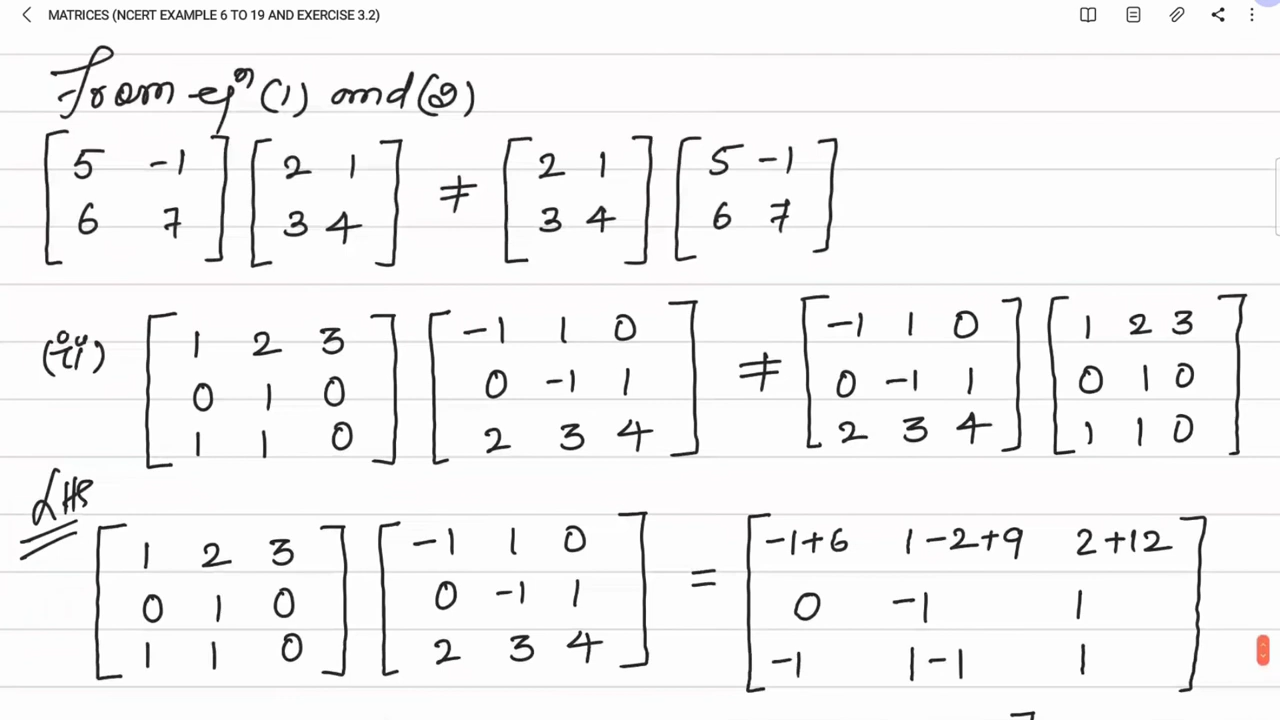 MATRICES (NCERT EXAMPLE 6 TO 19 AND EXERCISE 3.2)
From eqⁿ (1) and (2)
[5 -1] [2 1] ≠ [2 1] [5 -1]
[6 7] [3 4] [3 4] [6 7]
(ii) [1 2 3] [-1 1 0] ≠ [-1 1 0] [1 2 3]
[0 1 0] [0 -1 1] [0 -1 1] [0 1 0]
[1 1 0] [2 3 4] [2 3 4] [1 1 0]
LHS
[1 2 3] [-1 1 0] = [-1+6 1-2+9 2+12]
[0 1 0] [0 -1 1] [0 -1 1]
[1 1 0] [2 3 4] [-1 1-1 1]